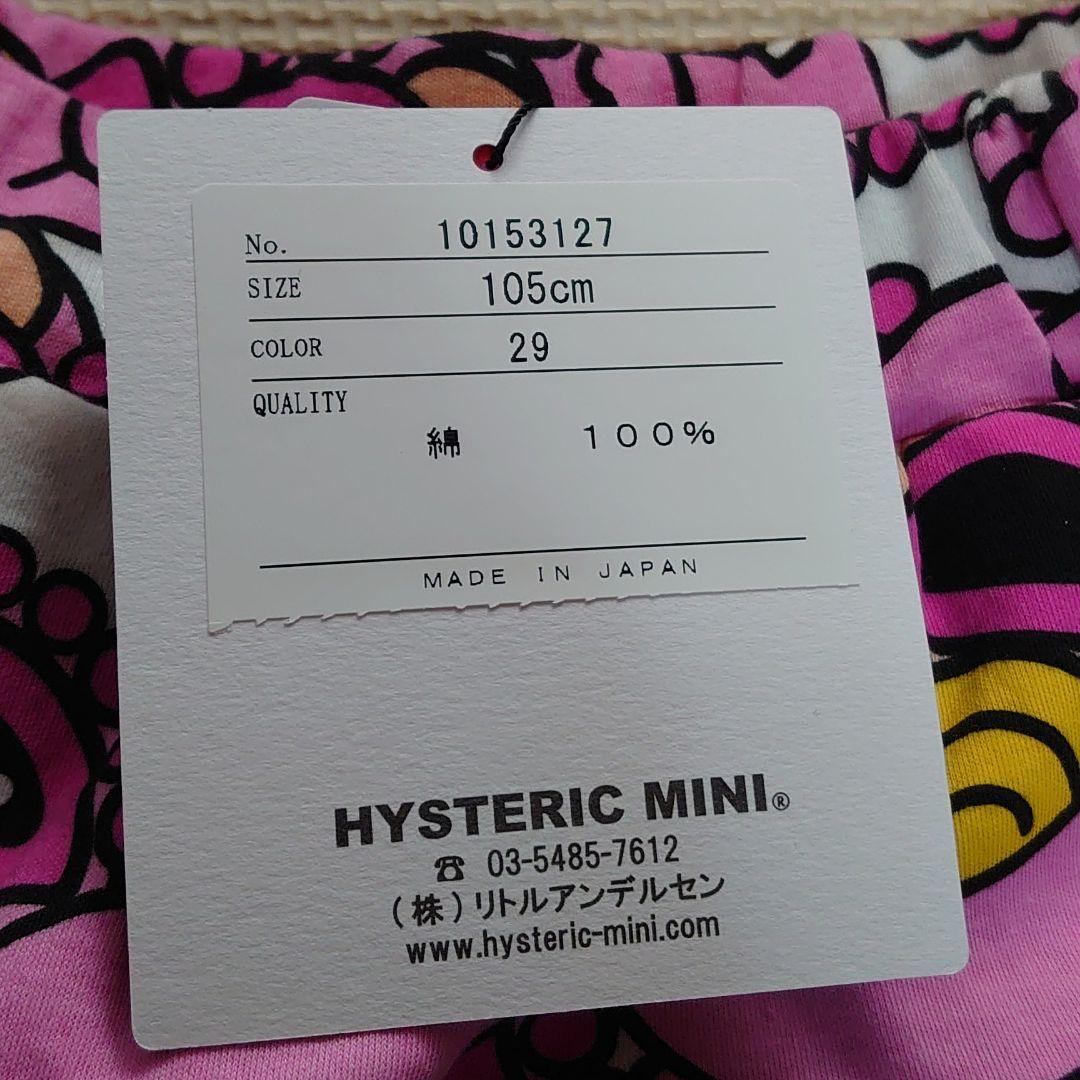 No. 10153127
SIZE 105cm
COLOR 29
QUALITY
綿 100%
MADE IN JAPAN
HYSTERIC MINI®
☎ 03-5485-7612
(株)リトルアンデルセン
www.hysteric-mini.com